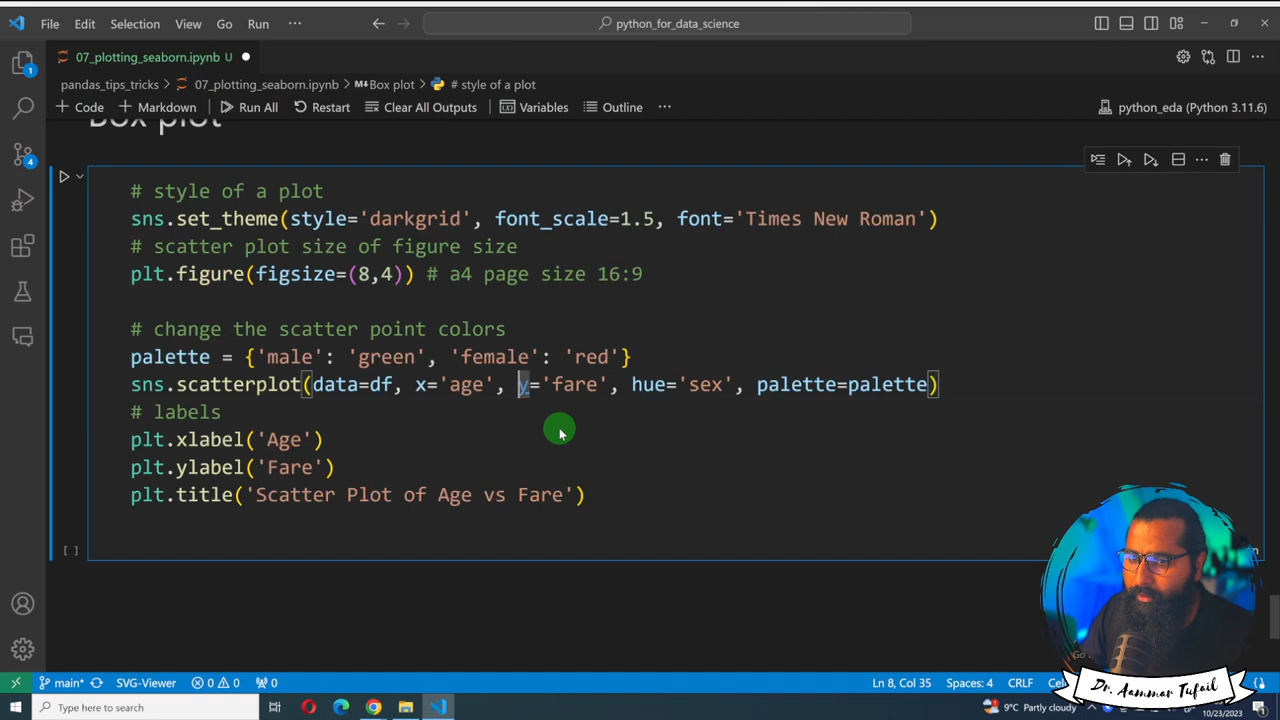 File Edit Selection View Go Run ··· python_for_data_science
07_plotting_seaborn.ipynb U
pandas_tips_tricks > 07_plotting_seaborn.ipynb > Box plot > # style of a plot
+ Code + Markdown Run All Restart Clear All Outputs Variables Outline ··· python_eda (Python 3.11.6)
Box plot
# style of a plot
sns.set_theme(style='darkgrid', font_scale=1.5, font='Times New Roman')
# scatter plot size of figure size
plt.figure(figsize=(8,4)) # a4 page size 16:9
# change the scatter point colors
palette = {'male': 'green', 'female': 'red'}
sns.scatterplot(data=df, x='age', y='fare', hue='sex', palette=palette)
# labels
plt.xlabel('Age')
plt.ylabel('Fare')
plt.title('Scatter Plot of Age vs Fare')
[ ]
1
4
Dr. Aammar Tufail
main* SVG-Viewer 0 0 0 Ln 8, Col 35 Spaces: 4 CRLF
Type here to search 9°C Partly cloudy 10/23/2023